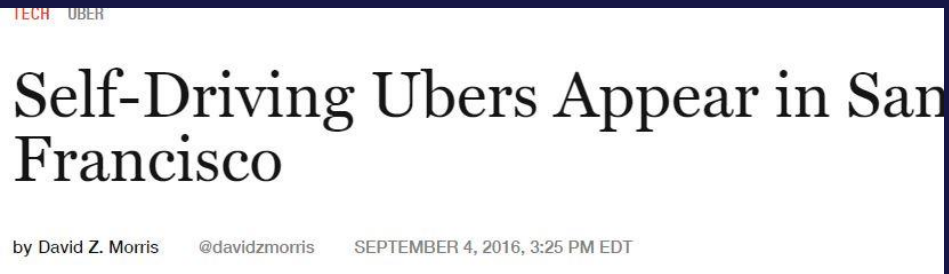 TECH UBER
Self-Driving Ubers Appear in San
Francisco
by David Z. Morris @davidzmorris SEPTEMBER 4, 2016, 3:25 PM EDT